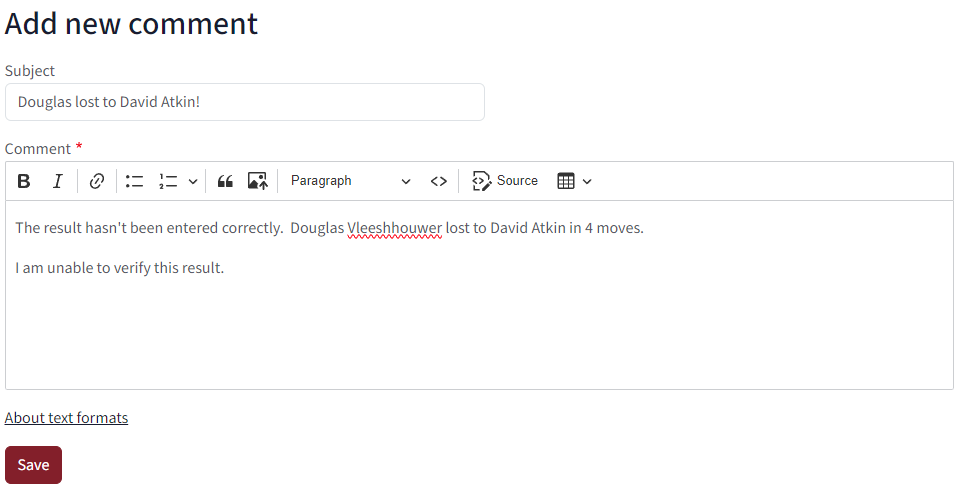 Add new comment
Subject
Douglas lost to David Atkin!
Comment *
B I Paragraph <> Source
The result hasn't been entered correctly.  Douglas Vleeshhouwer lost to David Atkin in 4 moves.
I am unable to verify this result.
About text formats
Save